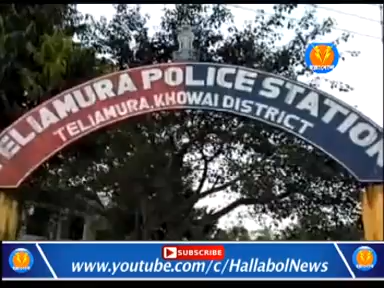 TELIAMURA POLICE STATION
TELIAMURA, KHOWAI DISTRICT
SUBSCRIBE
www.youtube.com/c/HallabolNews